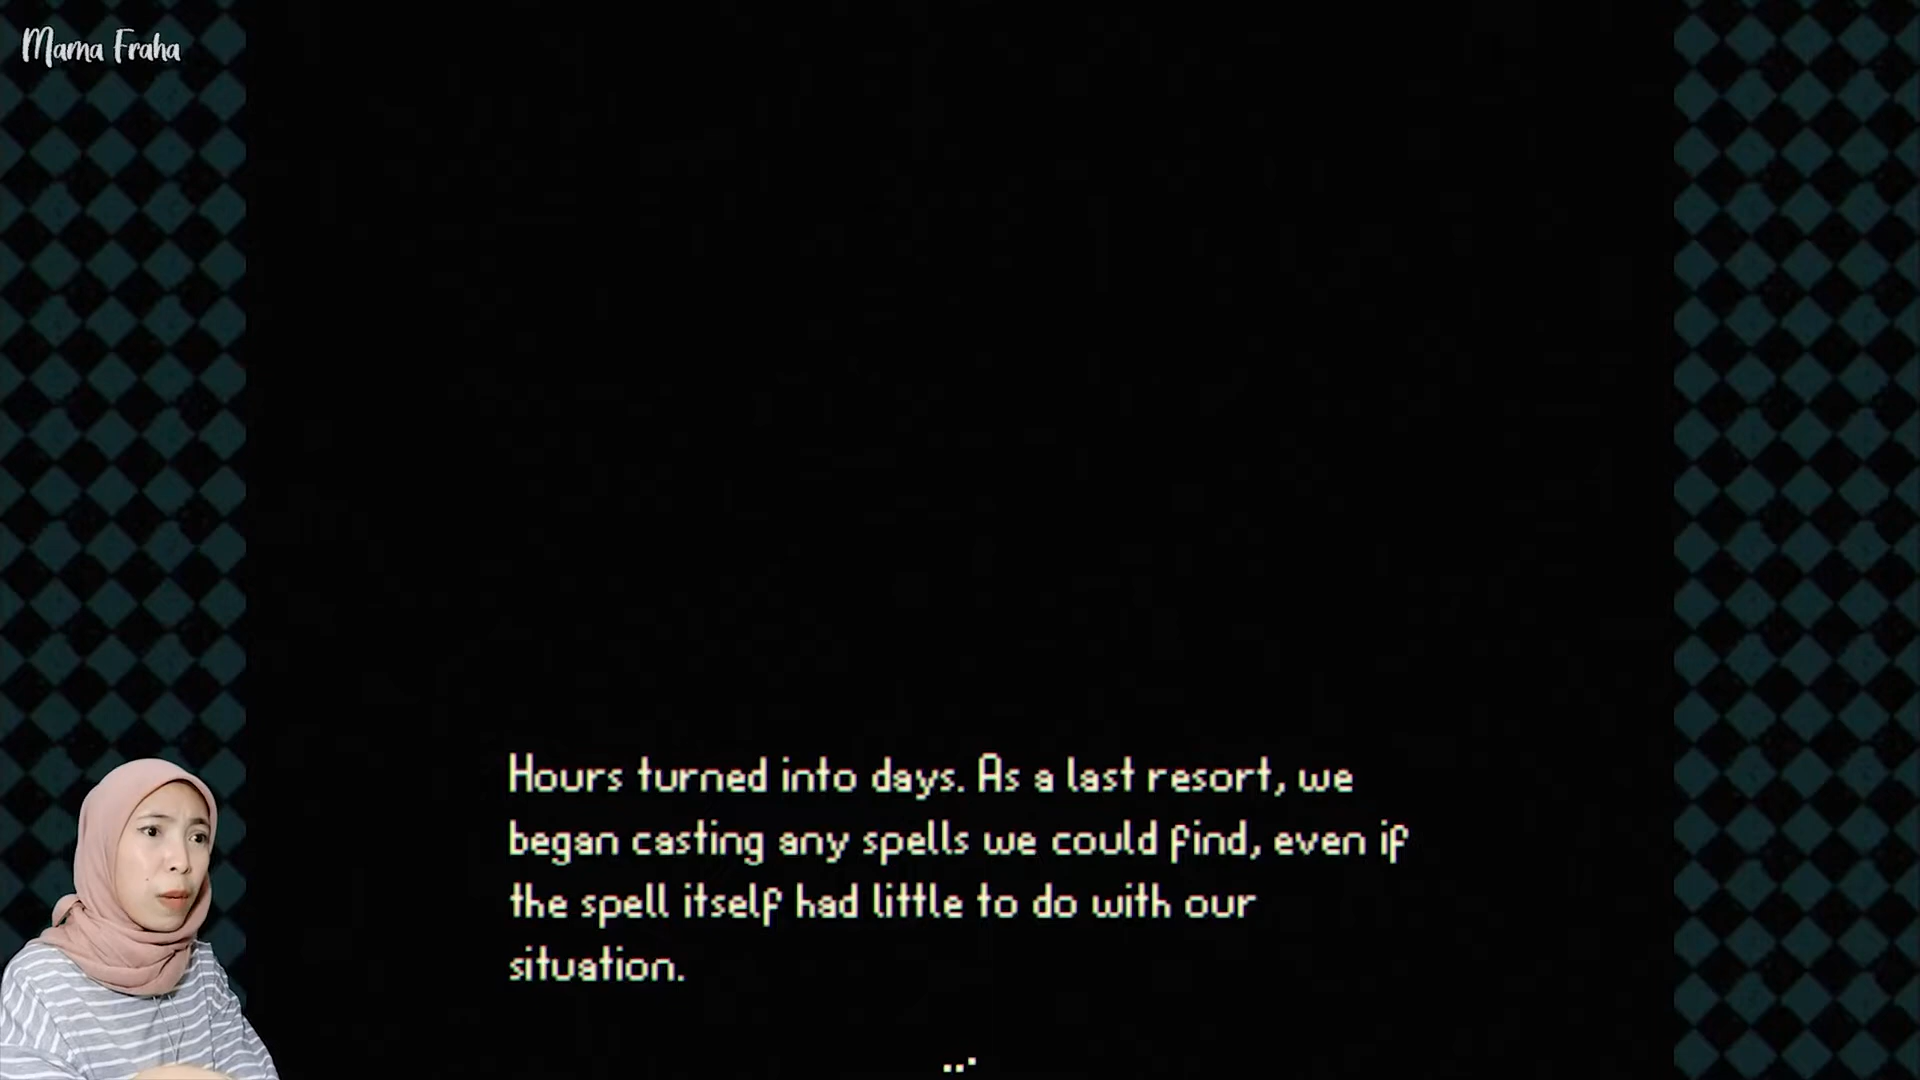 Mama Fraha
Hours turned into days. As a last resort, we
began casting any spells we could find, even if
the spell itself had little to do with our
situation.
...